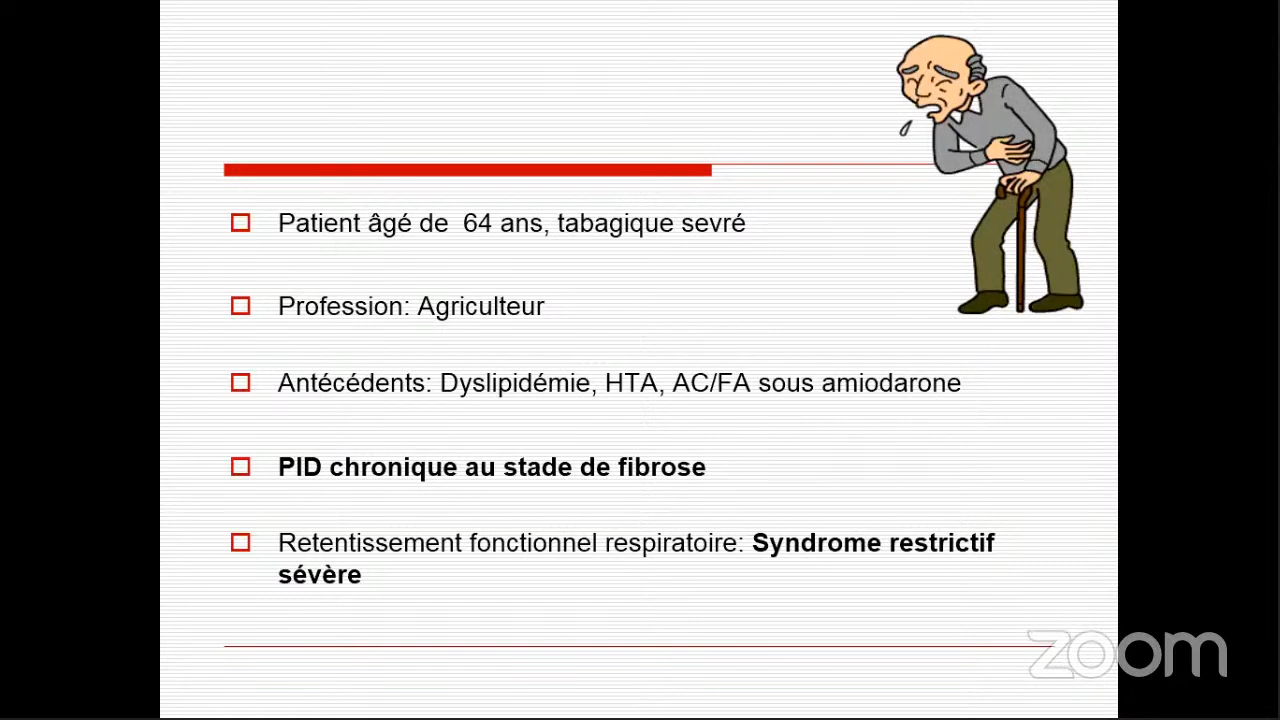 Patient âgé de  64 ans, tabagique sevré
Profession: Agriculteur
Antécédents: Dyslipidémie, HTA, AC/FA sous amiodarone
PID chronique au stade de fibrose
Retentissement fonctionnel respiratoire: Syndrome restrictif
sévère
zoom